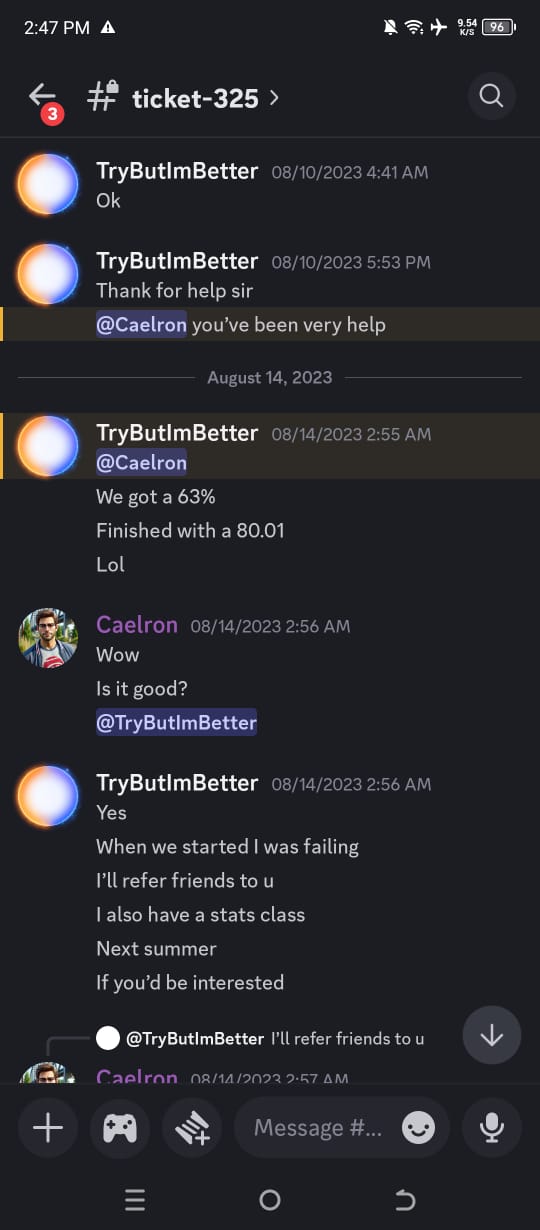 2:47 PM
9.54
K/S
96
3
ticket-325
TryButImBetter 08/10/2023 4:41 AM
Ok
TryButImBetter 08/10/2023 5:53 PM
Thank for help sir
@Caelron you've been very help
August 14, 2023
TryButImBetter 08/14/2023 2:55 AM
@Caelron
We got a 63%
Finished with a 80.01
Lol
Caelron 08/14/2023 2:56 AM
Wow
Is it good?
@TryButImBetter
TryButImBetter 08/14/2023 2:56 AM
Yes
When we started I was failing
I'll refer friends to u
I also have a stats class
Next summer
If you'd be interested
@TryButImBetter I'll refer friends to u
Caelron 08/14/2023 2:57 AM
Message #...